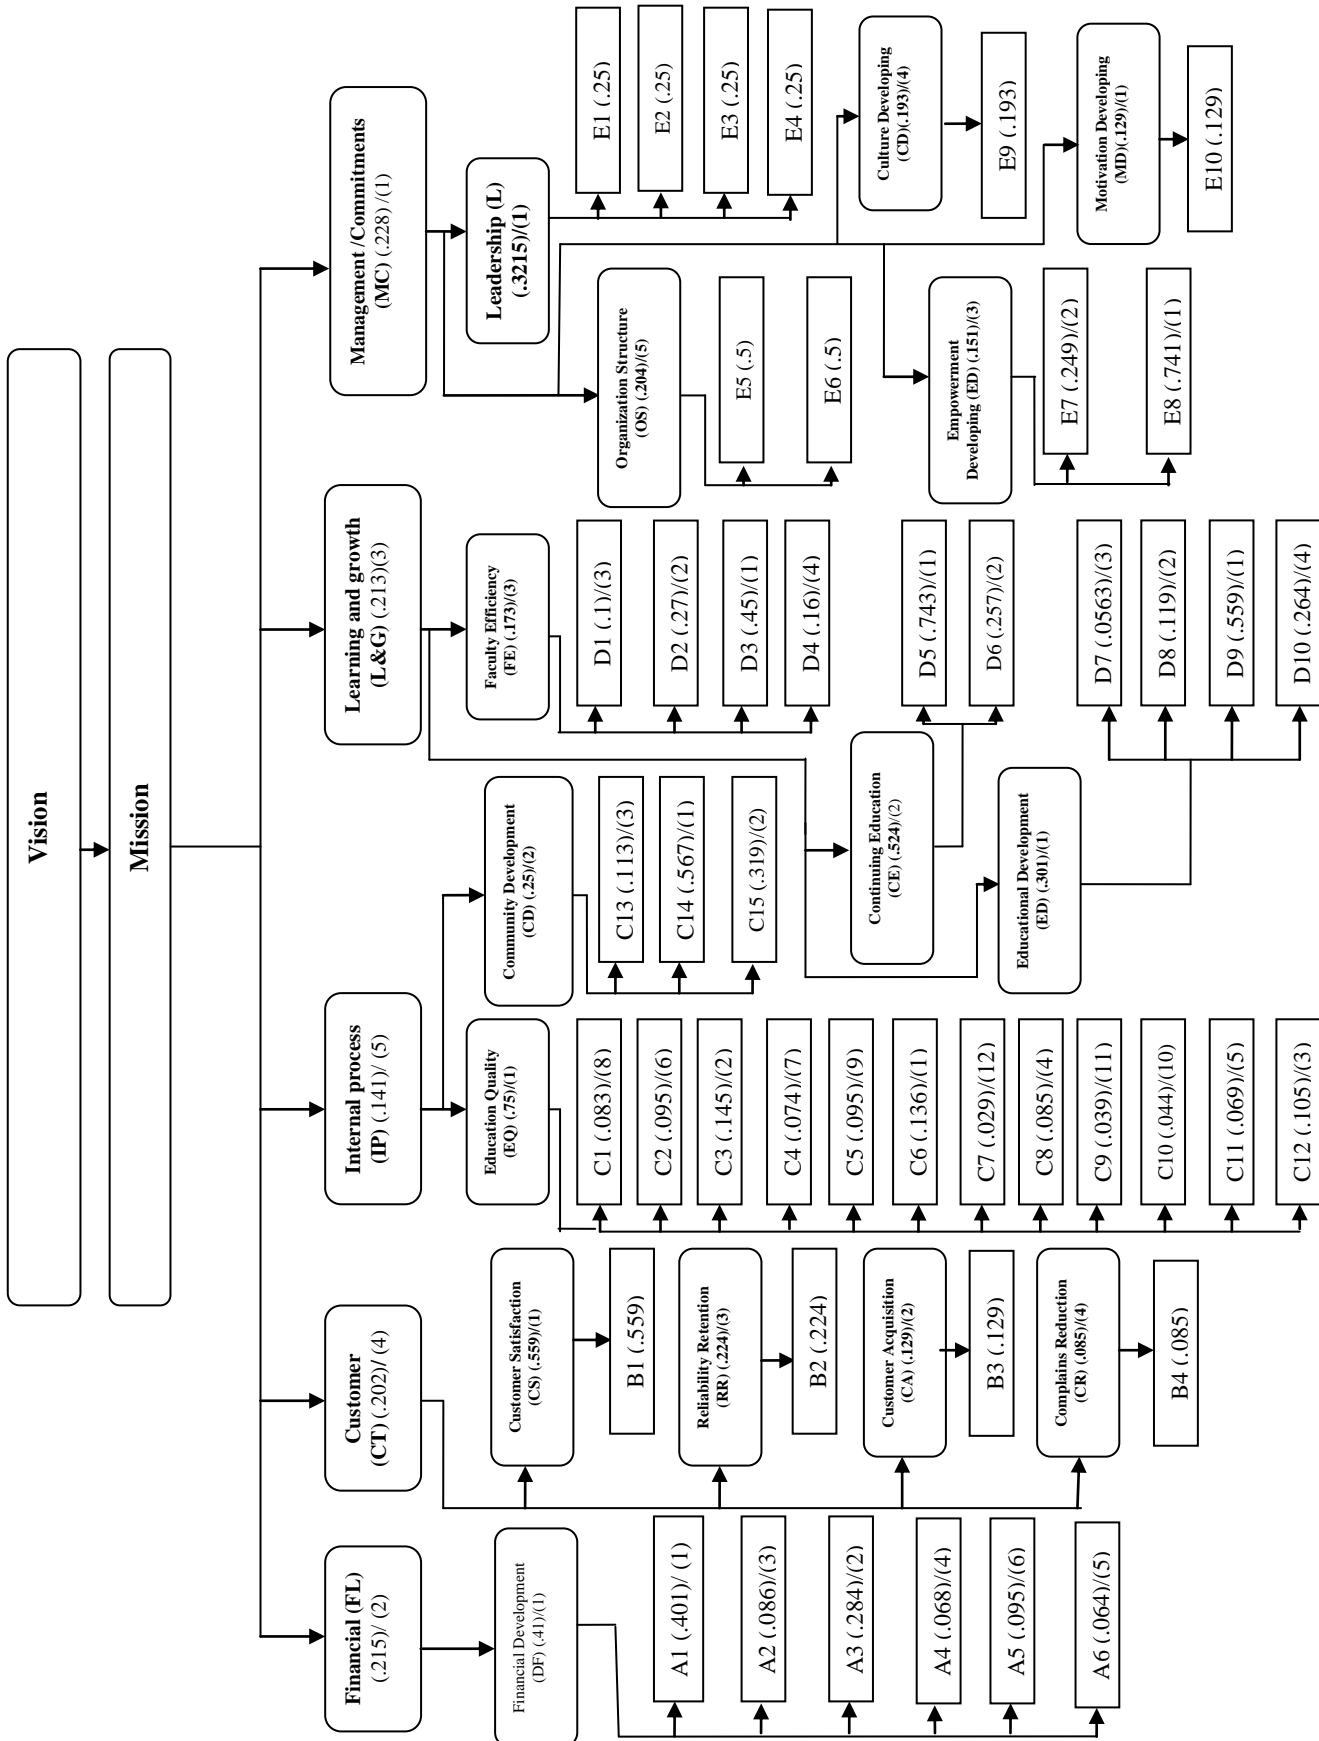 Vision
Mission
Financial (FL)
(.215)/ (2)
Financial Development
(DF) (.41)/(1)
A1 (.401)/ (1)
A2 (.086)/(3)
A3 (.284)/(2)
A4 (.068)/(4)
A5 (.095)/(6)
A6 (.064)/(5)
Customer
(CT) (.202)/ (4)
Customer Satisfaction
(CS) (.559)/(1)
B1 (.559)
Reliability Retention
(RR) (.224)/(3)
B2 (.224)
Customer Acquisition
(CA) (.129)/(2)
B3 (.129)
Complains Reduction
(CR) (.085)/(4)
B4 (.085)
Internal process
(IP) (.141)/ (5)
Education Quality
(EQ) (.75)/(1)
C1 (.083)/(8)
C2 (.095)/(6)
C3 (.145)/(2)
C4 (.074)/(7)
C5 (.095)/(9)
C6 (.136)/(1)
C7 (.029)/(12)
C8 (.085)/(4)
C9 (.039)/(11)
C10 (.044)/(10)
C11 (.069)/(5)
C12 (.105)/(3)
Community Development
(CD) (.25)/(2)
C13 (.113)/(3)
C14 (.567)/(1)
C15 (.319)/(2)
Learning and growth
(L&G) (.213)(3)
Faculty Efficiency
(FE) (.173)/(3)
D1 (.1)/(3)
D2 (.27)/(2)
D3 (.45)/(1)
D4 (.16)/(4)
Continuing Education
(CE) (.524)/(2)
D5 (.743)/(1)
D6 (.257)/(2)
Educational Development
(ED) (.301)/(1)
D7 (.0563)/(3)
D8 (.119)/(2)
D9 (.559)/(1)
D10 (.264)/(4)
Management /Commitments
(MC) (.228) /(1)
Leadership (L)
(.3215)/(1)
E1 (.25)
E2 (.25)
E3 (.25)
E4 (.25)
Organization Structure
(OS) (.204)/(5)
E5 (.5)
E6 (.5)
Culture Developing
(CD)(.193)/(4)
E9 (.193)
Empowerment
Developing (ED) (.151)/(3)
E7 (.249)/(2)
E8 (.741)/(1)
Motivation Developing
(MD)(.129)/(1)
E10 (.129)